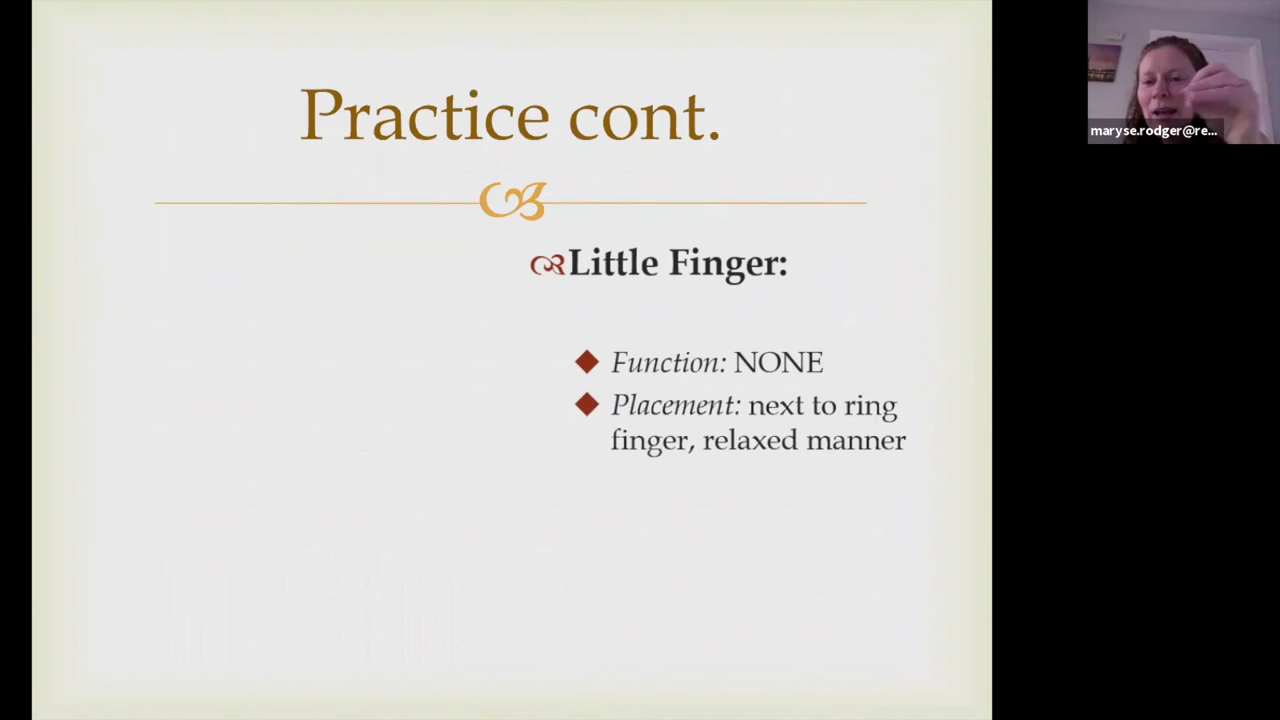 Practice cont.
Little Finger:
Function: NONE
Placement: next to ring
finger, relaxed manner
maryse.rodger@re...